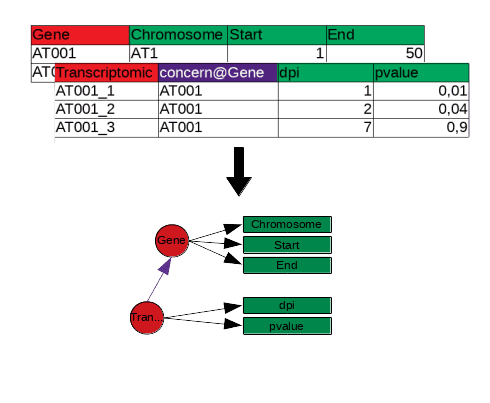 Gene Chromosome Start End
AT001 AT1 1 50
Transcriptomic concern@Gene dpi pvalue
AT001_1 AT001 1 0,01
AT001_2 AT001 2 0,04
AT001_3 AT001 7 0,9
Chromosome
Gene
Start
End
dpi
Tran...
pvalue